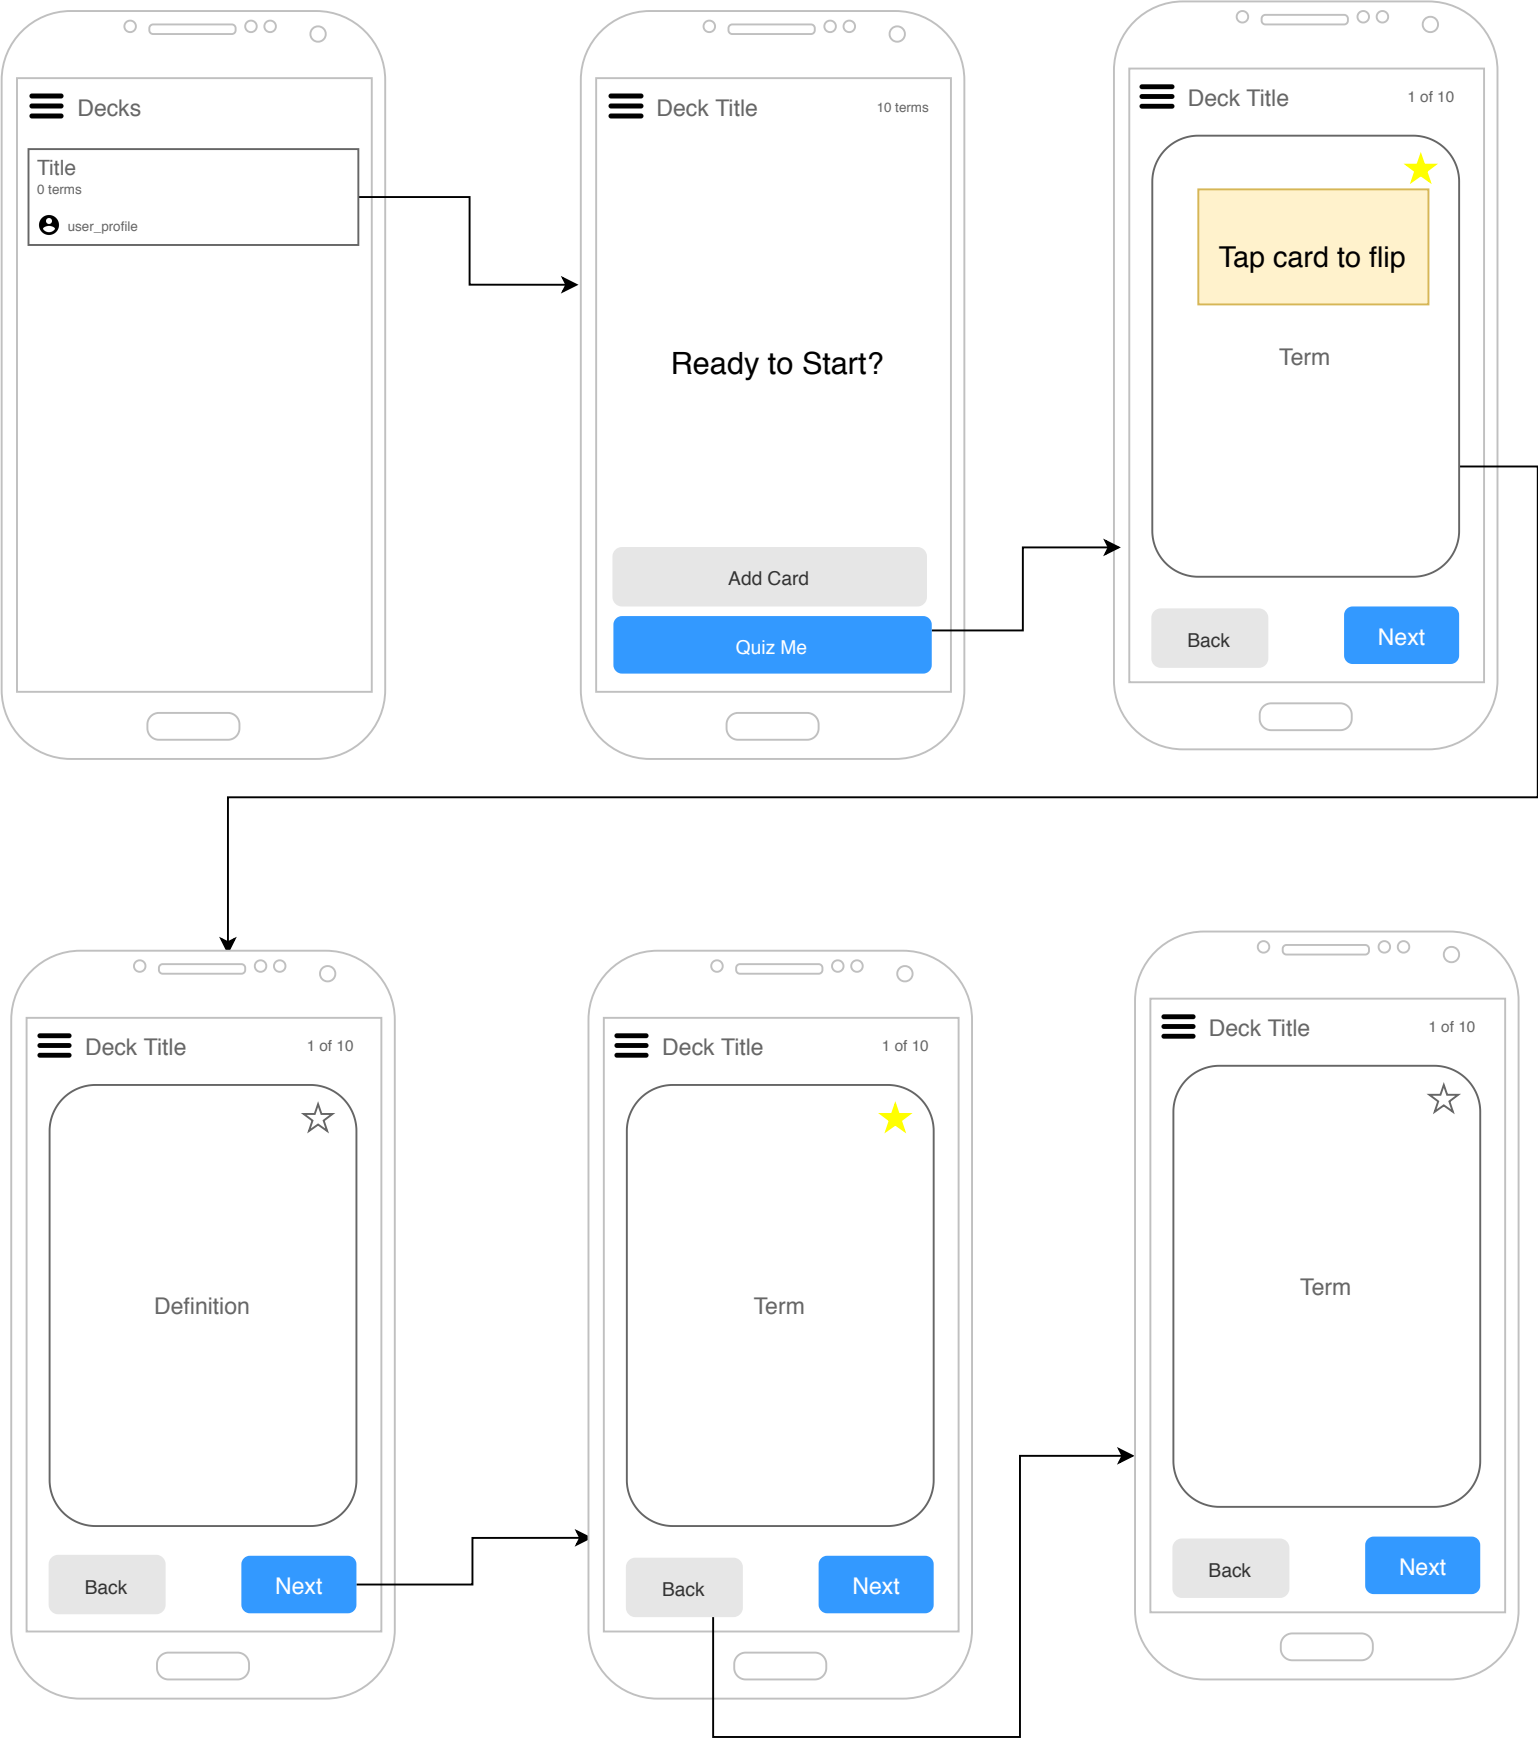 Decks
Title
0 terms
user_profile
Deck Title
10 terms
Ready to Start?
Add Card
Quiz Me
Deck Title
1 of 10
Tap card to flip
Term
Back
Next
Deck Title
1 of 10
Definition
Back
Next
Deck Title
1 of 10
Term
Back
Next
Deck Title
1 of 10
Term
Back
Next